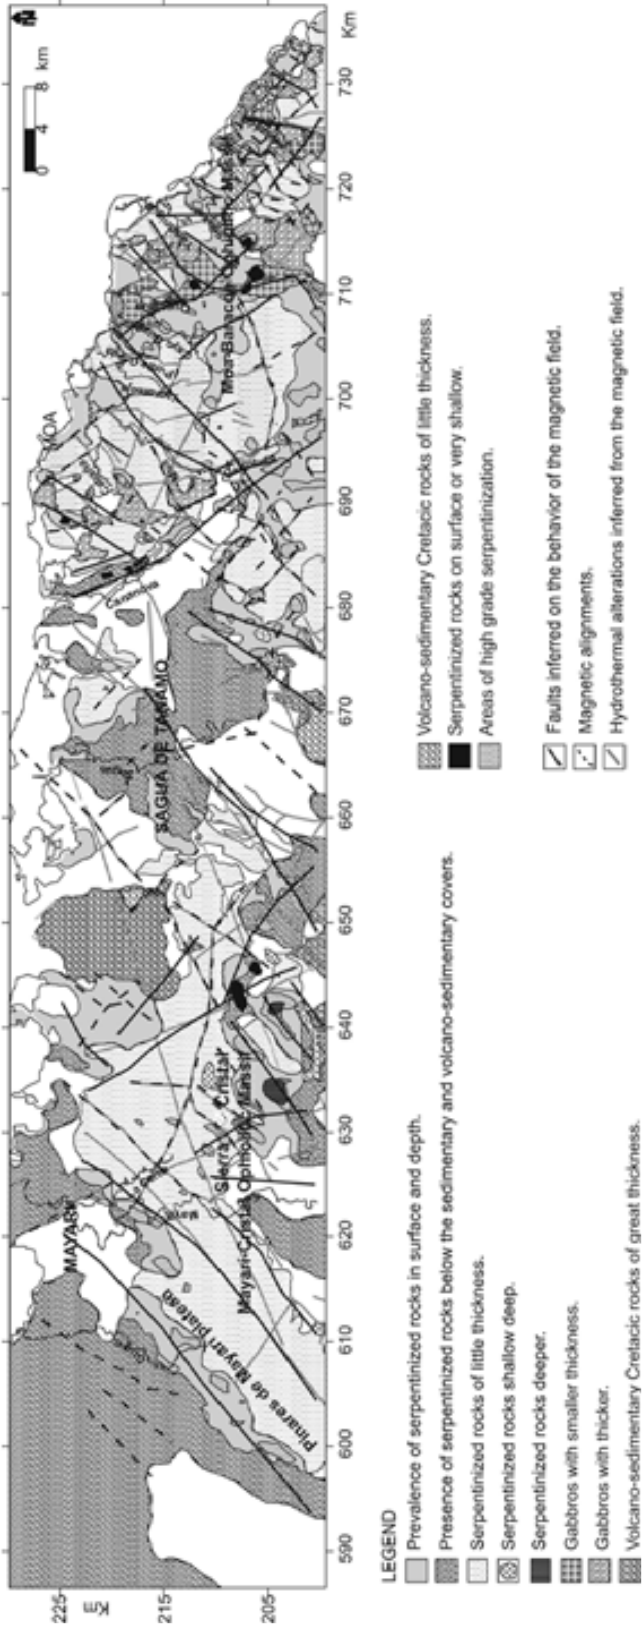 0 4 8 km
MOA
Moa-Baracoa
MAYARI
SAGUA DE TANAMO
Sierra Cristal
Mayari-Cristal Ophiolitic Massif
Pinares de Mayari plateau
225
Km
215
205
590 600 610 620 630 640 650 660 670 680 690 700 710 720 730 Km
LEGEND
Prevalence of serpentinized rocks in surface and depth.
Presence of serpentinized rocks below the sedimentary and volcano-sedimentary covers.
Serpentinized rocks of little thickness.
Serpentinized rocks shallow deep.
Serpentinized rocks deeper.
Gabbros with smaller thickness.
Gabbros with thicker.
Volcano-sedimentary Cretacic rocks of great thickness.
Volcano-sedimentary Cretacic rocks of little thickness.
Serpentinized rocks on surface or very shallow.
Areas of high grade serpentinization.
Faults inferred on the behavior of the magnetic field.
Magnetic alignments.
Hydrothermal alterations inferred from the magnetic field.